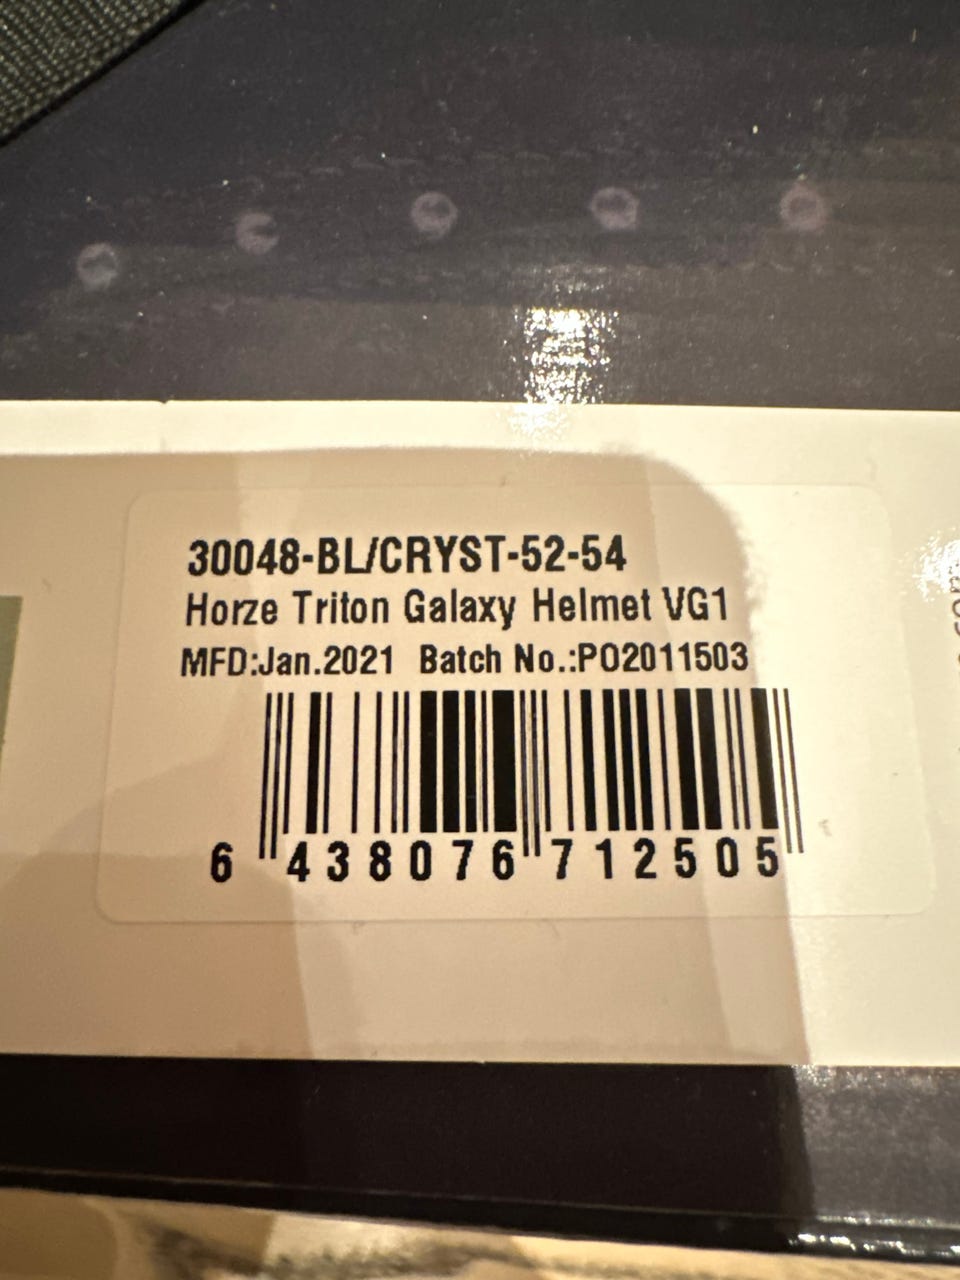 30048-BL/CRYST-52-54
Horze Triton Galaxy Helmet VG1
MFD:Jan.2021 Batch No.:PO2011503
6 438076 712505